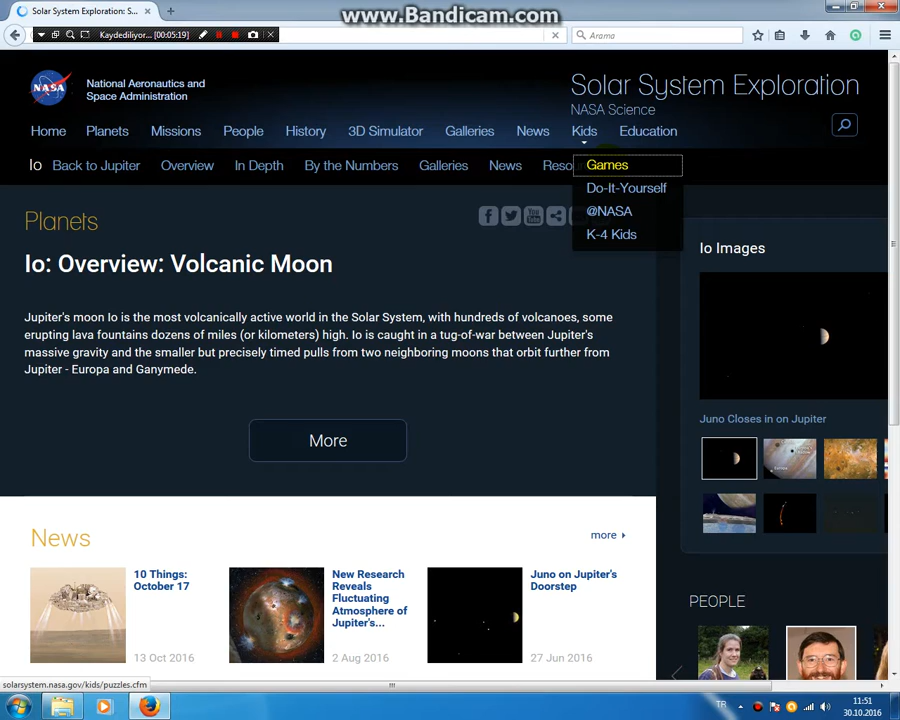 www.Bandicam.com
Solar System Exploration: S...
Kaydediliyor... [00:05:19]
Arama
NASA
National Aeronautics and
Space Administration
Solar System Exploration
NASA Science
Home Planets Missions People History 3D Simulator Galleries News Kids Education
Io Back to Jupiter Overview In Depth By the Numbers Galleries News Resou
Games
Do-It-Yourself
@NASA
K-4 Kids
Planets
Io: Overview: Volcanic Moon
Jupiter's moon Io is the most volcanically active world in the Solar System, with hundreds of volcanoes, some
erupting lava fountains dozens of miles (or kilometers) high. Io is caught in a tug-of-war between Jupiter's
massive gravity and the smaller but precisely timed pulls from two neighboring moons that orbit further from
Jupiter - Europa and Ganymede.
More
Io Images
Juno Closes in on Jupiter
News
more
10 Things:
October 17
13 Oct 2016
New Research
Reveals
Fluctuating
Atmosphere of
Jupiter's...
2 Aug 2016
Juno on Jupiter's
Doorstep
27 Jun 2016
PEOPLE
solarsystem.nasa.gov/kids/puzzles.cfm
TR
11:51
30.10.2016